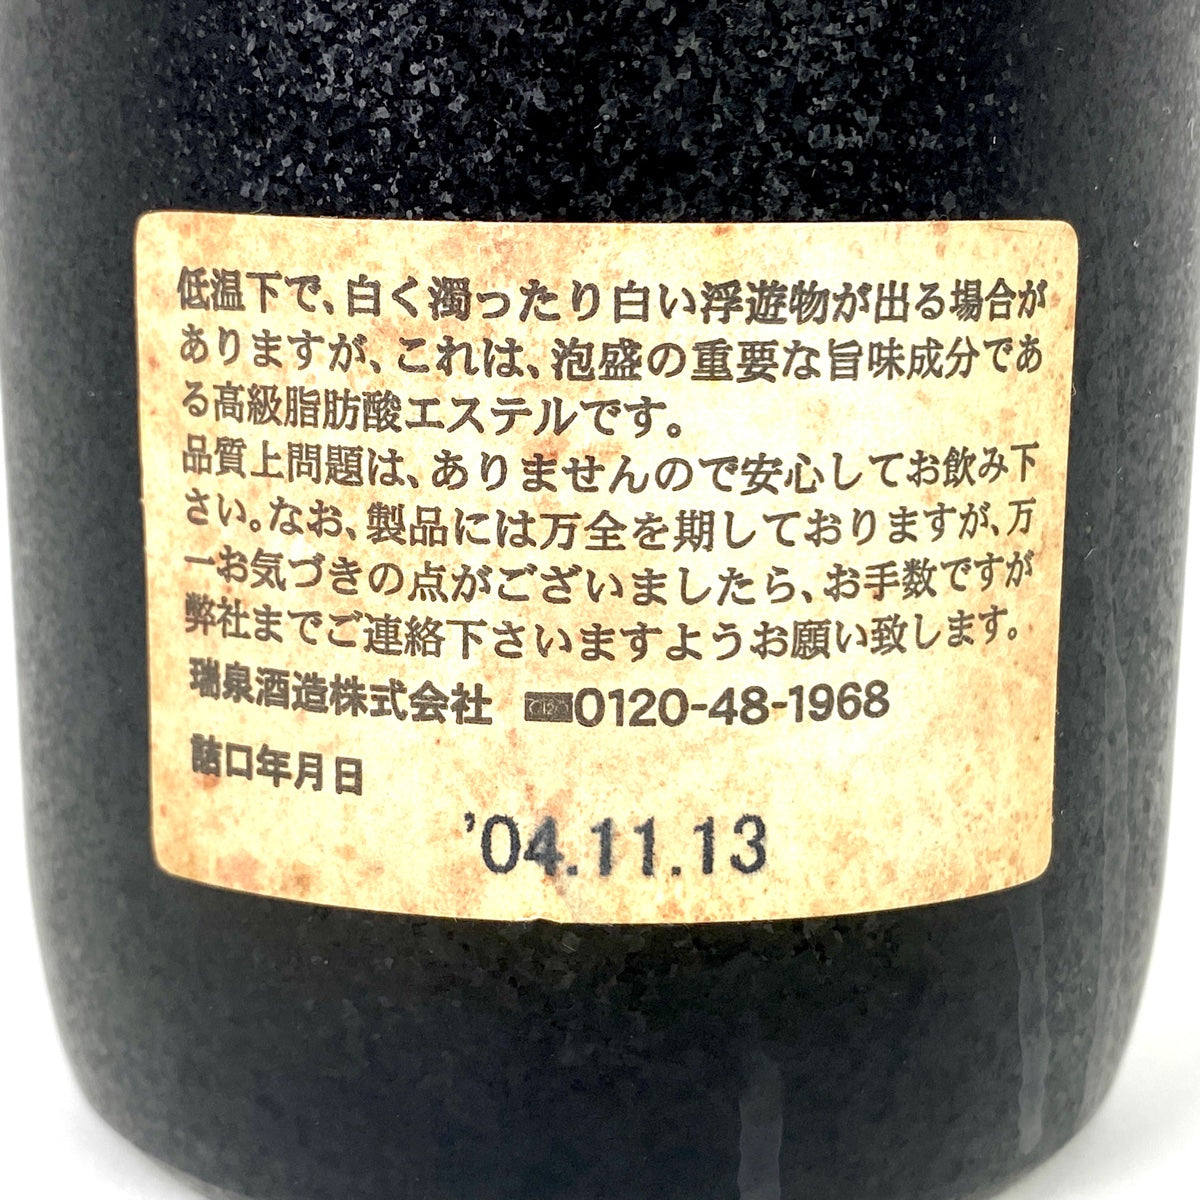 低温下で、白く濁ったり白い浮遊物が出る場合が
ありますが、これは、泡盛の重要な旨味成分であ
る高級脂肪酸エステルです。
品質上問題は、ありませんので安心してお飲み下
さい。なお、製品には万全を期しておりますが、万
一お気づきの点がございましたら、お手数ですが
弊社までご連絡下さいますようお願い致します。
瑞泉酒造株式会社 0120-48-1968
詰口年月日
'04.11.13